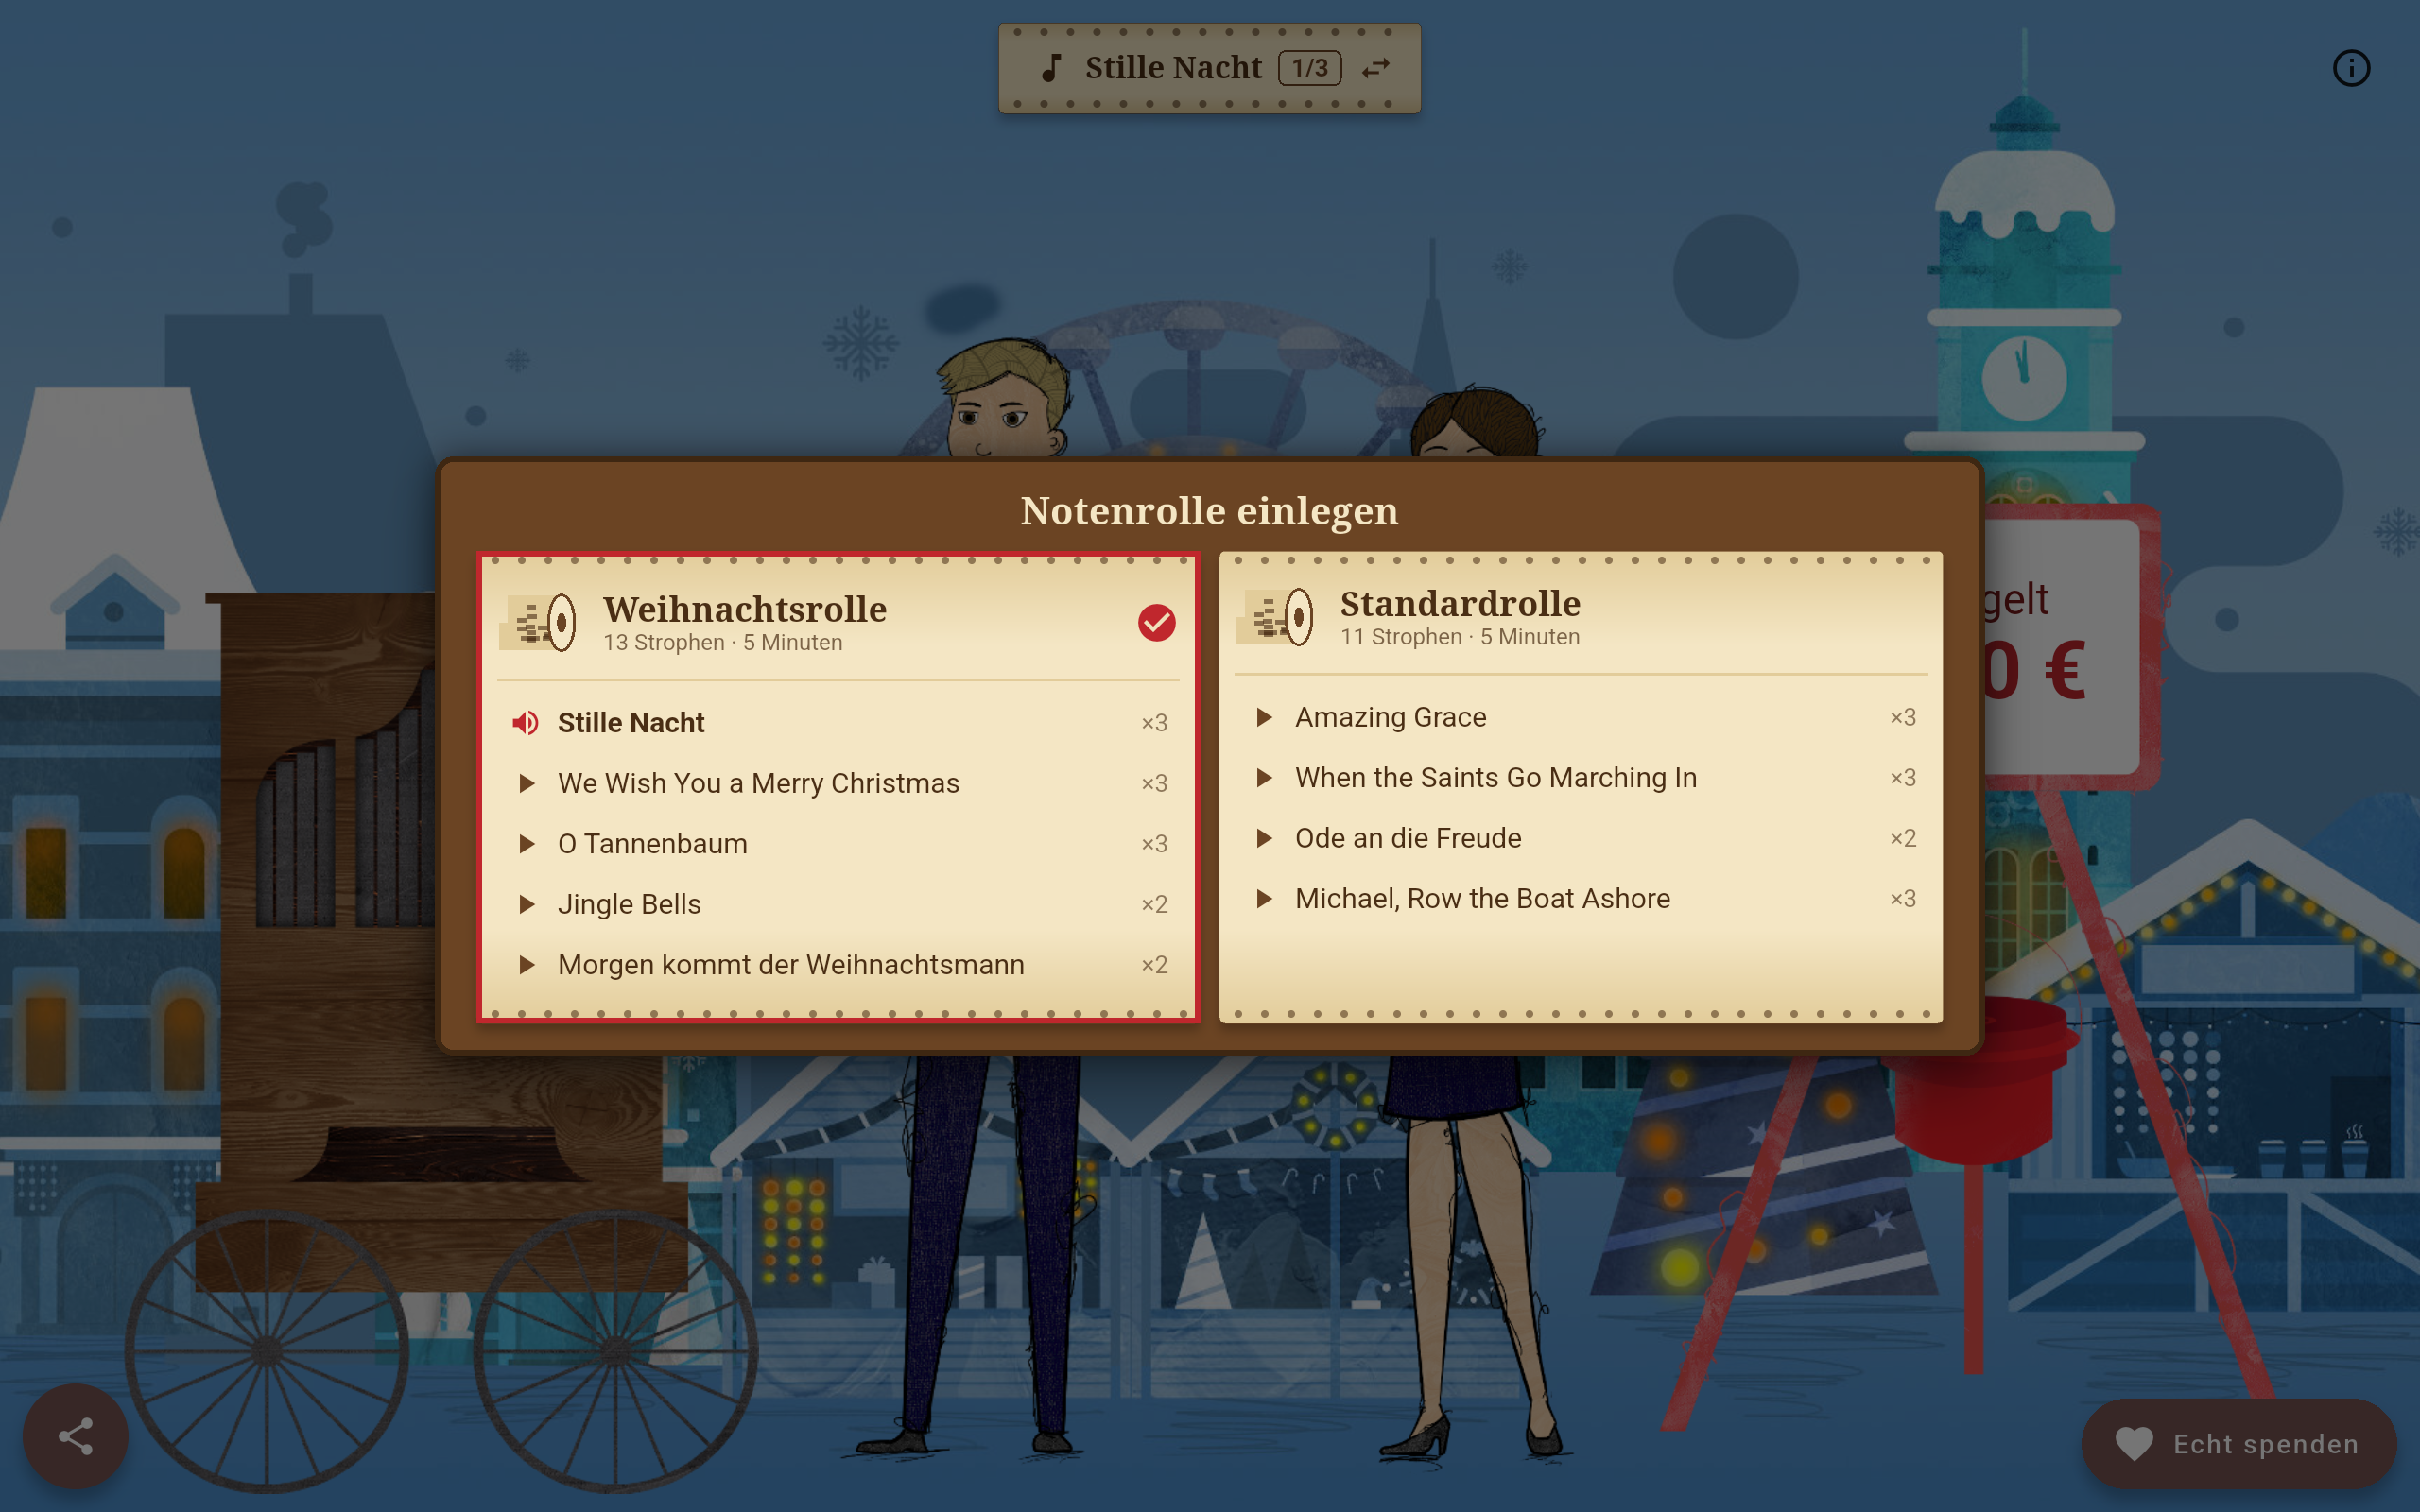 Stille Nacht 1/3
Notenrolle einlegen
Weihnachtsrolle
13 Strophen · 5 Minuten
Stille Nacht ×3
We Wish You a Merry Christmas ×3
O Tannenbaum ×3
Jingle Bells ×2
Morgen kommt der Weihnachtsmann ×2
Standardrolle
11 Strophen · 5 Minuten
Amazing Grace ×3
When the Saints Go Marching In ×3
Ode an die Freude ×2
Michael, Row the Boat Ashore ×3
gelt
0 €
Echt spenden